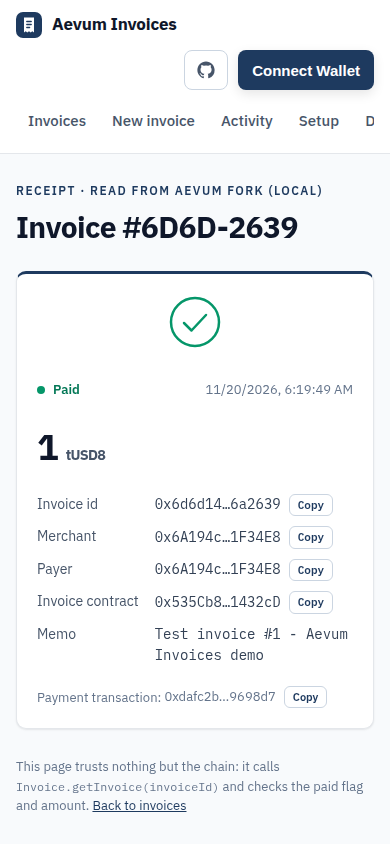 Aevum Invoices
Connect Wallet
Invoices New invoice Activity Setup D
RECEIPT · READ FROM AEVUM FORK (LOCAL)
Invoice #6D6D-2639
Paid 11/20/2026, 6:19:49 AM
1 tUSD8
Invoice id 0x6d6d14…6a2639 Copy
Merchant 0x6A194c…1F34E8 Copy
Payer 0x6A194c…1F34E8 Copy
Invoice contract 0x535Cb8…1432cD Copy
Memo Test invoice #1 - Aevum
Invoices demo
Payment transaction: 0xdafc2b…9698d7 Copy
This page trusts nothing but the chain: it calls
Invoice.getInvoice(invoiceId) and checks the paid flag
and amount. Back to invoices